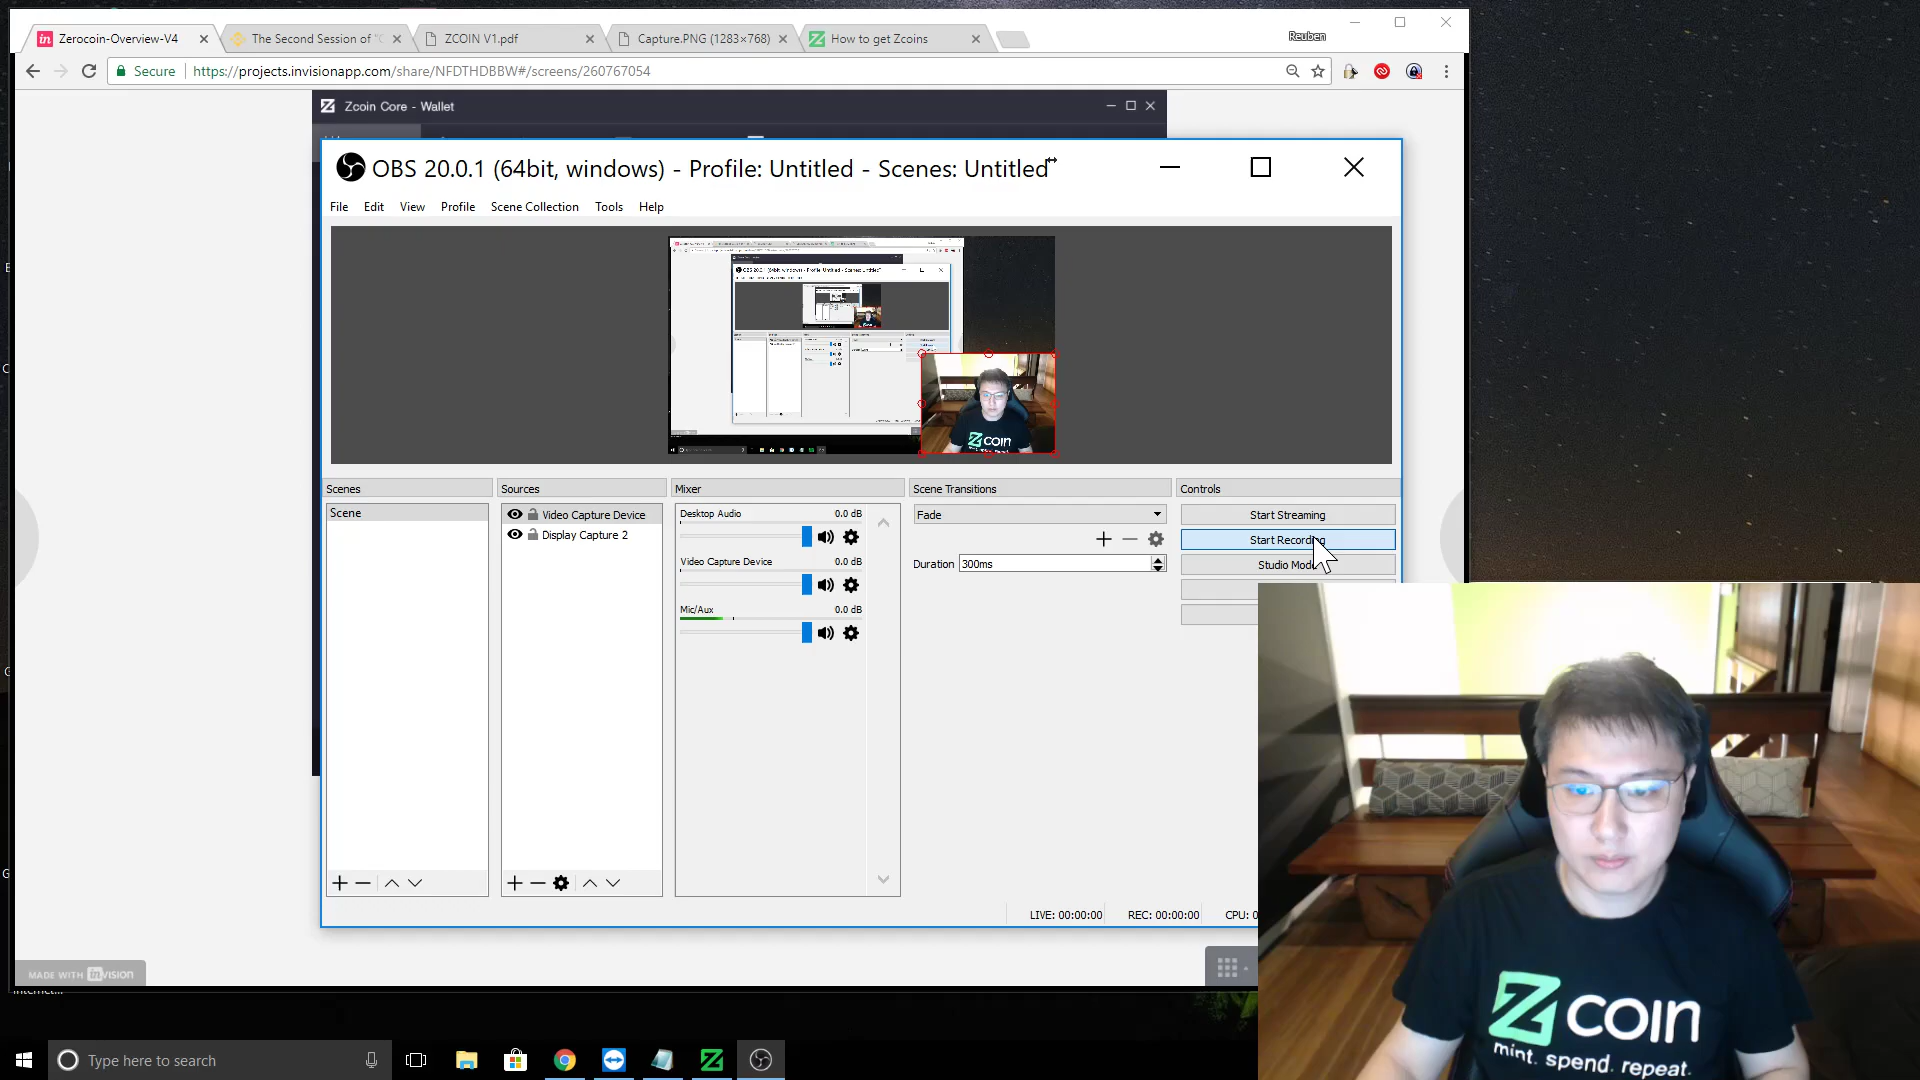 Zerocoin-Overview-V4
The Second Session of "C
ZCOIN V1.pdf
Capture.PNG (1283×768)
How to get Zcoins
Reuben
Secure
https://projects.invisionapp.com/share/NFDTHDBBW#/screens/260767054
Zcoin Core - Wallet
OBS 20.0.1 (64bit, windows) - Profile: Untitled - Scenes: Untitled
File Edit View Profile Scene Collection Tools Help
Scenes
Scene
Sources
Video Capture Device
Display Capture 2
Mixer
Desktop Audio 0.0 dB
Video Capture Device 0.0 dB
Mic/Aux 0.0 dB
Scene Transitions
Fade
Duration 300ms
Controls
Start Streaming
Start Recording
Studio Mode
LIVE: 00:00:00
REC: 00:00:00
CPU: 0
MADE WITH invision
Zcoin
mint. spend. repeat.
Type here to search